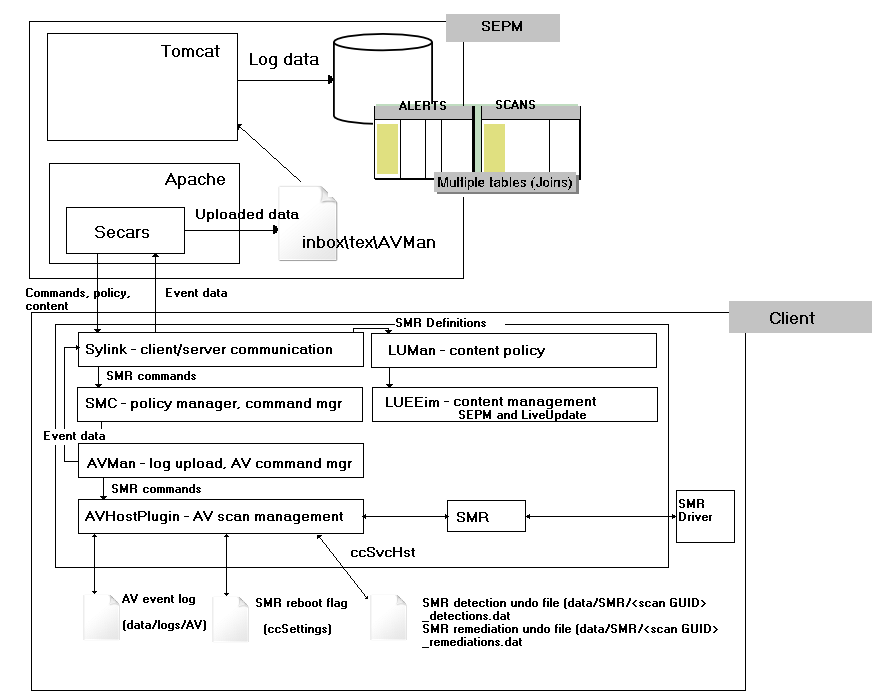 SEPM
Tomcat
Log data
ALERTS
SCANS
Multiple tables (Joins)
Apache
Uploaded data
Secars
inbox\tex\AVMan
Commands, policy,
content
Event data
Client
SMR Definitions
Sylink - client/server communication
LUMan - content policy
SMR commands
SMC - policy manager, command mgr
LUEEim - content management
SEPM and LiveUpdate
Event data
AVMan - log upload, AV command mgr
SMR commands
AVHostPlugin - AV scan management
SMR
SMR
Driver
ccSvcHst
AV event log
(data/logs/AV)
SMR reboot flag
(ccSettings)
SMR detection undo file (data/SMR/<scan GUID>
_detections.dat
SMR remediation undo file (data/SMR/<scan GUID>
_remediations.dat